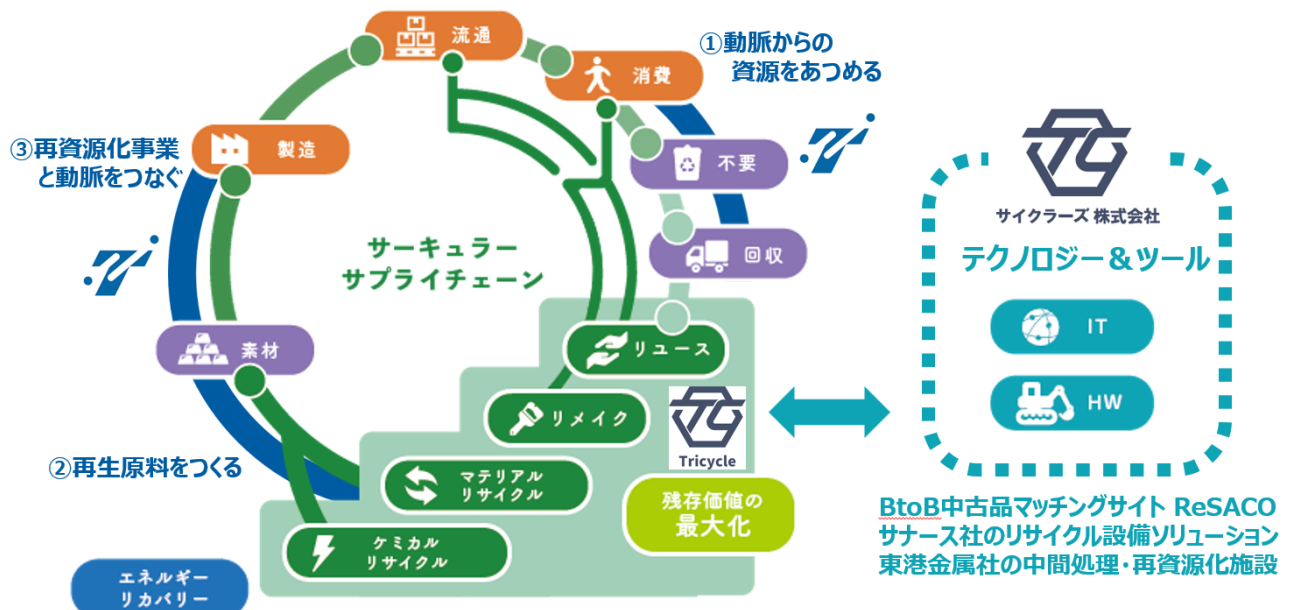 流通
消費
①動脈からの
資源をあつめる
③再資源化事業
と動脈をつなぐ
製造
不要
回収
サーキュラー
サプライチェーン
素材
リユース
リメイク
Tricycle
②再生原料をつくる
マテリアル
リサイクル
残存価値の
最大化
ケミカル
リサイクル
エネルギー
リカバリー
サイクラーズ 株式会社
テクノロジー＆ツール
IT
HW
BtoB中古品マッチングサイト ReSACO
サナース社のリサイクル設備ソリューション
東港金属社の中間処理・再資源化施設